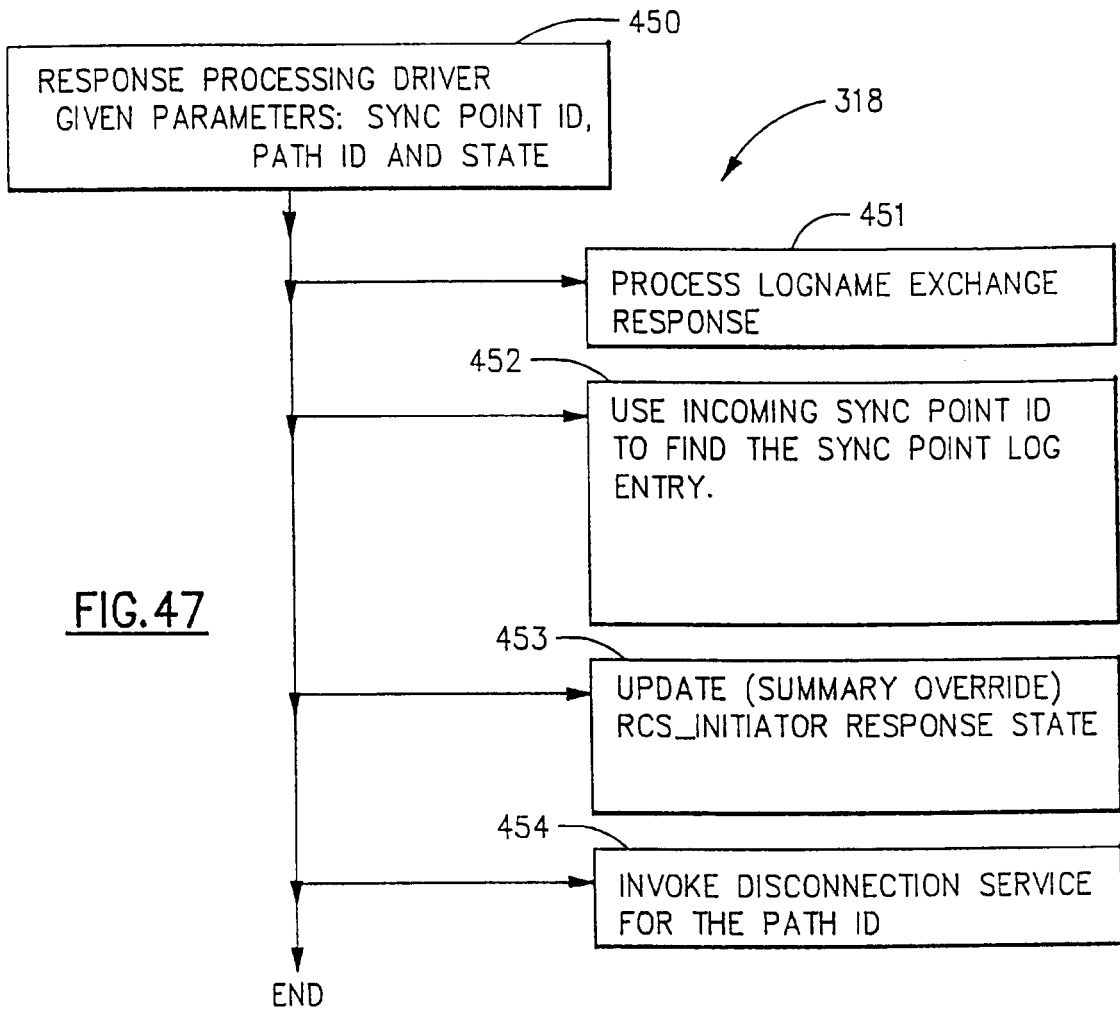 450
RESPONSE PROCESSING DRIVER
GIVEN PARAMETERS: SYNC POINT ID,
PATH ID AND STATE
318
451
PROCESS LOGNAME EXCHANGE
RESPONSE
452
USE INCOMING SYNC POINT ID
TO FIND THE SYNC POINT LOG
ENTRY.
FIG.47
453
UPDATE (SUMMARY OVERRIDE)
RCS_INITIATOR RESPONSE STATE
454
INVOKE DISCONNECTION SERVICE
FOR THE PATH ID
END